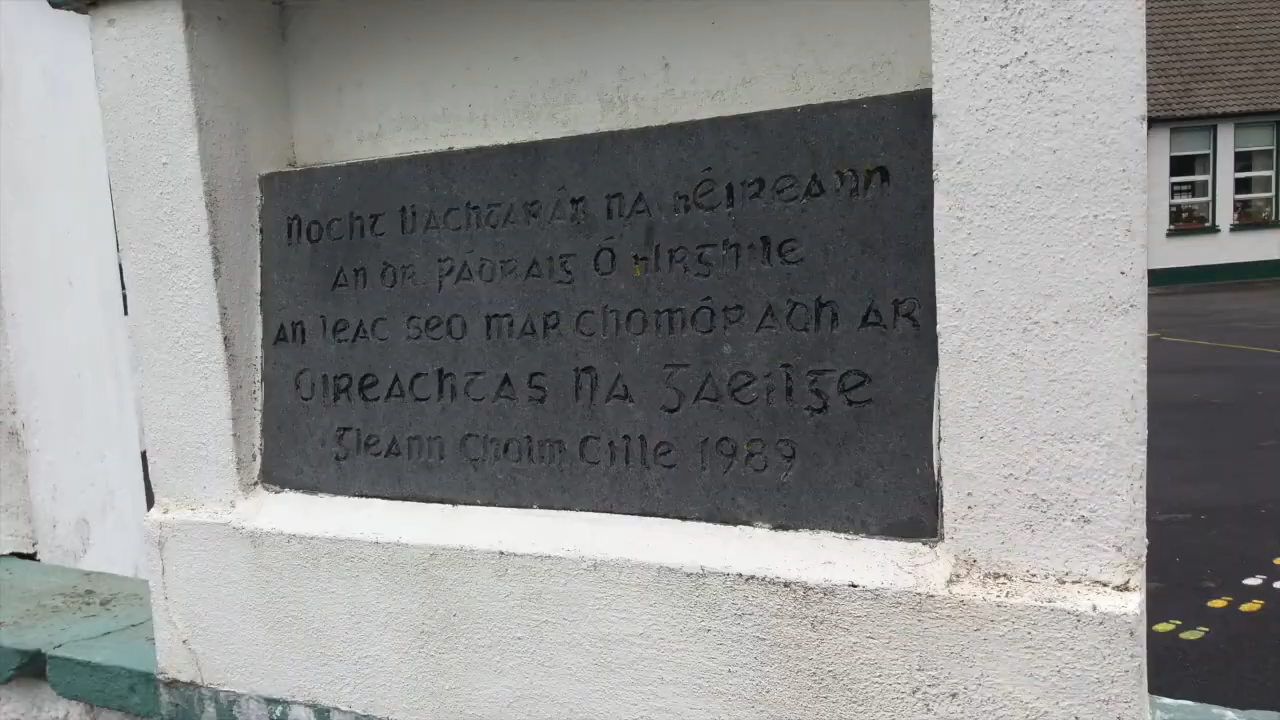 Nocht Uachtarán na hÉireann
An Dr. Pádraig Ó hIrghile
An leac seo mar chomóradh ar
Oireachtas na Gaeilge
Gleann Cholm Cille 1989